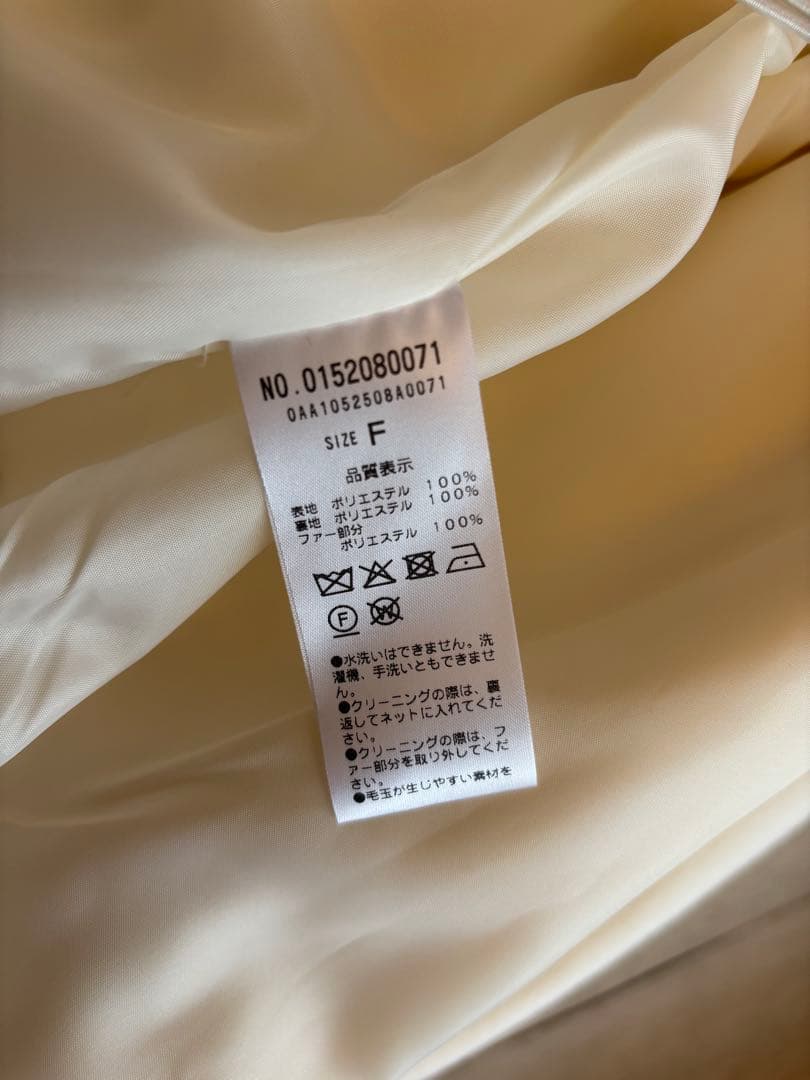 NO.0152080071
0AA1052508A0071
SIZE F
品質表示
表地 ポリエステル 100%
裏地 ポリエステル 100%
ファー部分
ポリエステル 100%
F
W
●水洗いはできません。洗
濯機、手洗いともできませ
ん。
●クリーニングの際は、裏
返してネットに入れてくだ
さい。
●クリーニングの際は、フ
ァー部分を取り外してくだ
さい。
●毛玉が生じやすい素材を